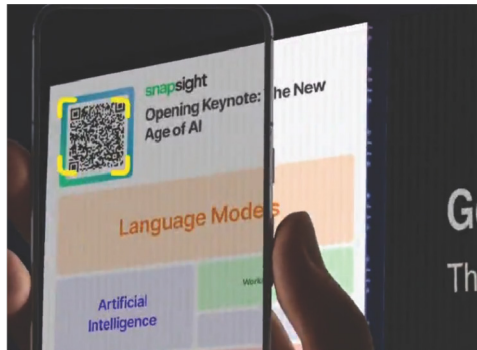 snapsight
Opening Keynote: The New
Age of AI
Language Models
Artificial
Intelligence